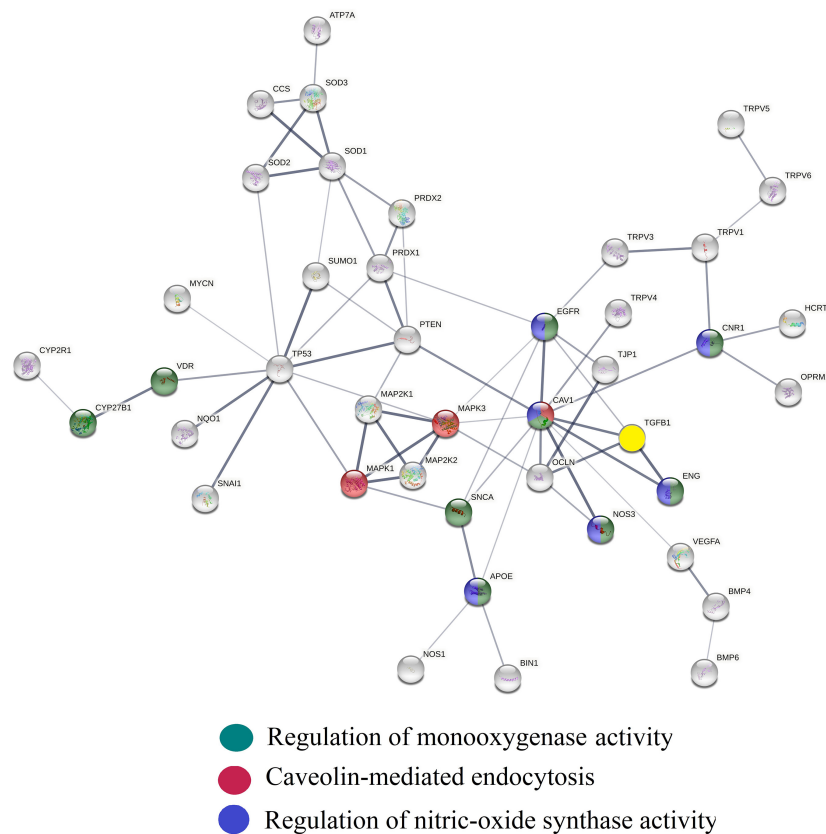 ATP7A
SOD3
CCS
TRPV5
SOD1
SOD2
TRPV6
PRDX2
TRPV3
TRPV1
PRDX1
SUMO1
MYCN
TRPV4
EGFR
HCRT
CNR1
PTEN
CYP2R1
VDR
TP53
TJP1
OPRM
MAP2K1
CAV1
CYP27B1
MAPK3
TGFB1
NQO1
OCLN
MAP2K2
MAPK1
ENG
SNAI1
SNCA
NOS3
VEGFA
APOE
BMP4
NOS1
BIN1
BMP6
Regulation of monooxygenase activity
Caveolin-mediated endocytosis
Regulation of nitric-oxide synthase activity